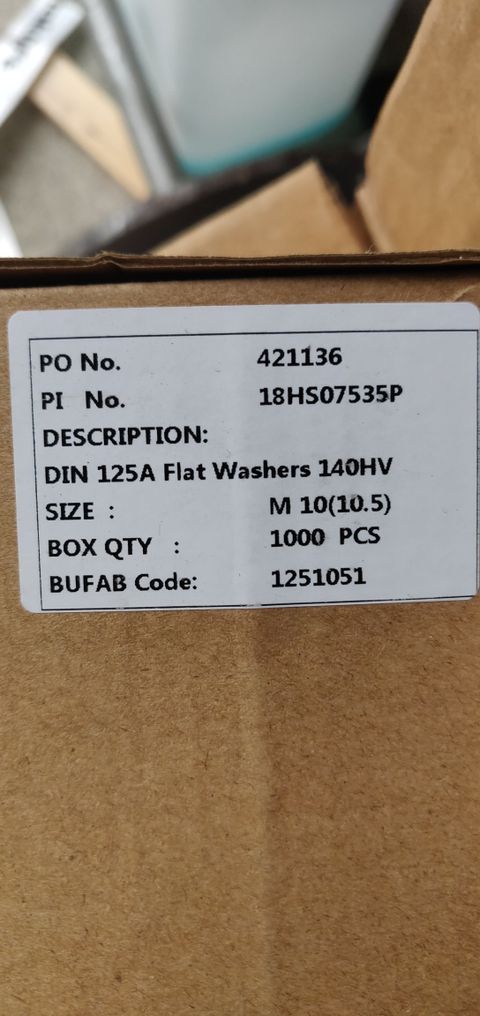 PO No. 421136
PI No. 18HS07535P
DESCRIPTION:
DIN 125A Flat Washers 140HV
SIZE : M 10(10.5)
BOX QTY : 1000 PCS
BUFAB Code: 1251051